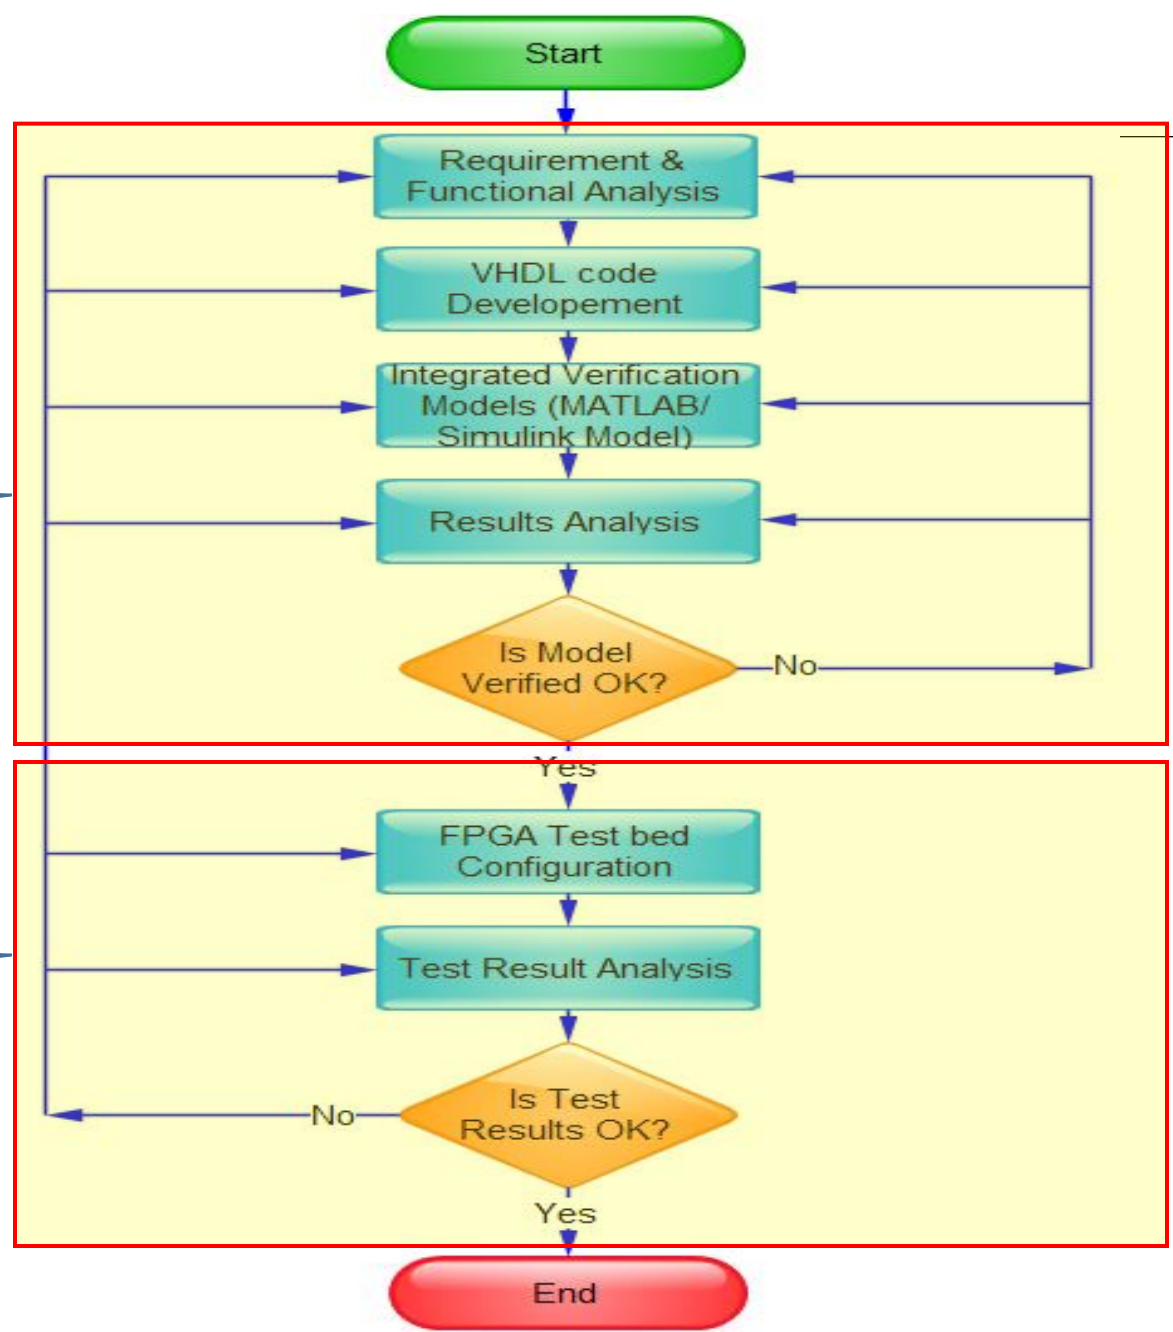 Start
Requirement &
Functional Analysis
VHDL code
Developement
Integrated Verification
Models (MATLAB/
Simulink Model)
Results Analysis
Is Model
Verified OK?
No
Yes
FPGA Test bed
Configuration
Test Result Analysis
Is Test
Results OK?
No
Yes
End